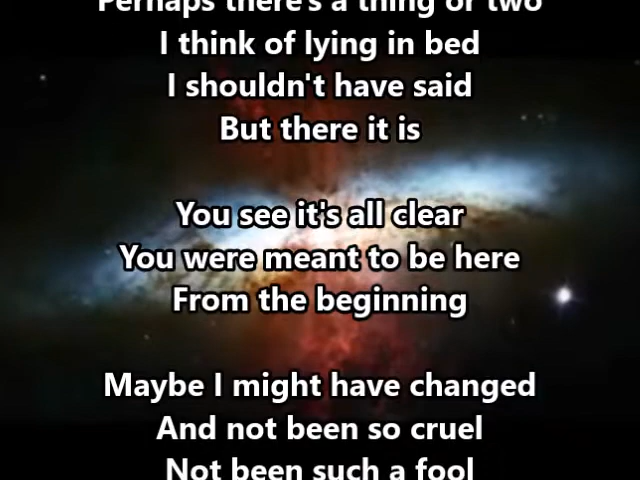 Perhaps there's a thing or two
I think of lying in bed
I shouldn't have said
But there it is
You see it's all clear
You were meant to be here
From the beginning
Maybe I might have changed
And not been so cruel
Not been such a fool